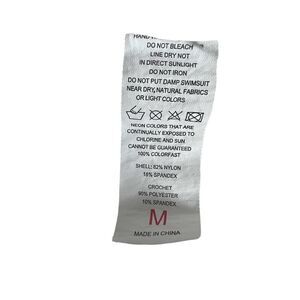 HAND
DO NOT BLEACH
LINE DRY NOT
IN DIRECT SUNLIGHT
DO NOT IRON
DO NOT PUT DAMP SWIMSUIT
NEAR DRY, NATURAL FABRICS
OR LIGHT COLORS
NEON COLORS THAT ARE
CONTINUALLY EXPOSED TO
CHLORINE AND SUN
CANNOT BE GUARANTEED
100% COLORFAST
SHELL: 82% NYLON
18% SPANDEX
CROCHET
90% POLYESTER
10% SPANDEX
M
MADE IN CHINA